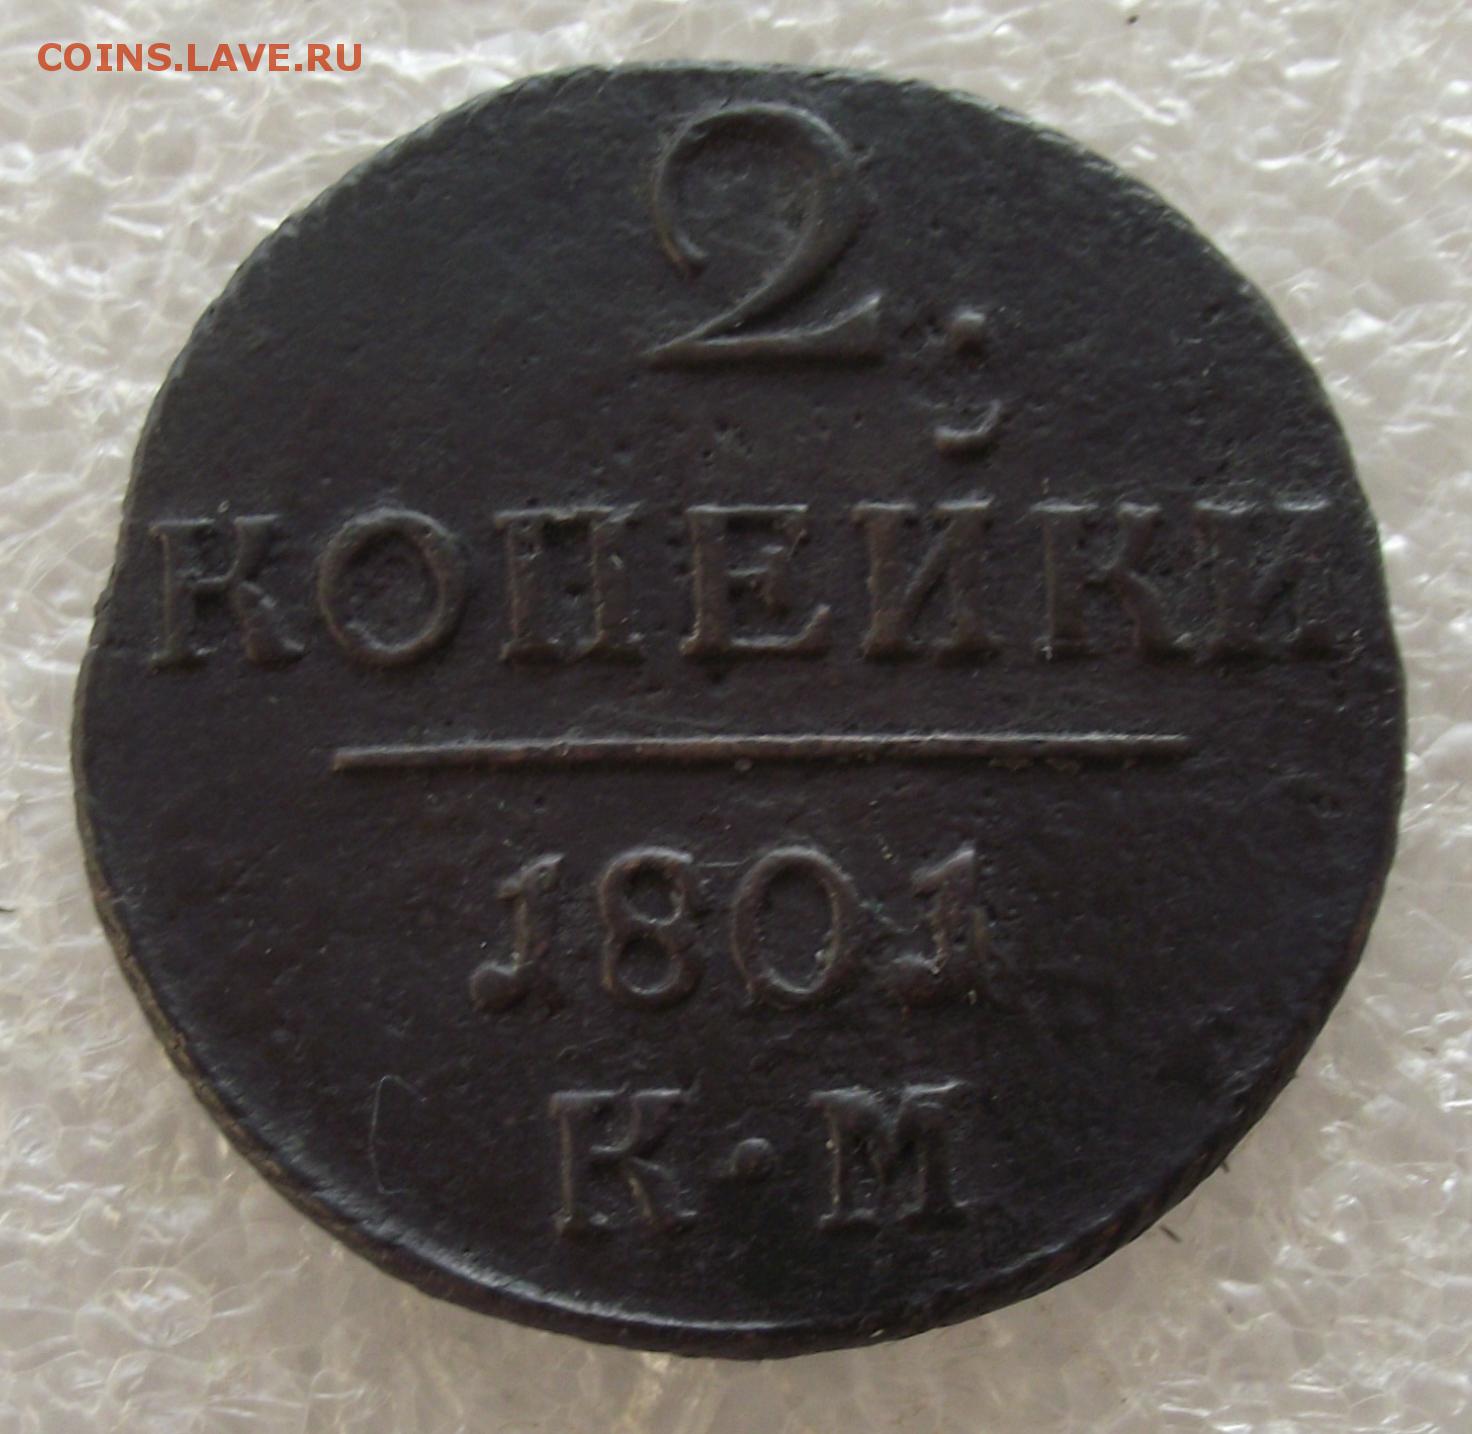 COINS.LAVE.RU
2.
КОПЕЙКИ
1801
К·М